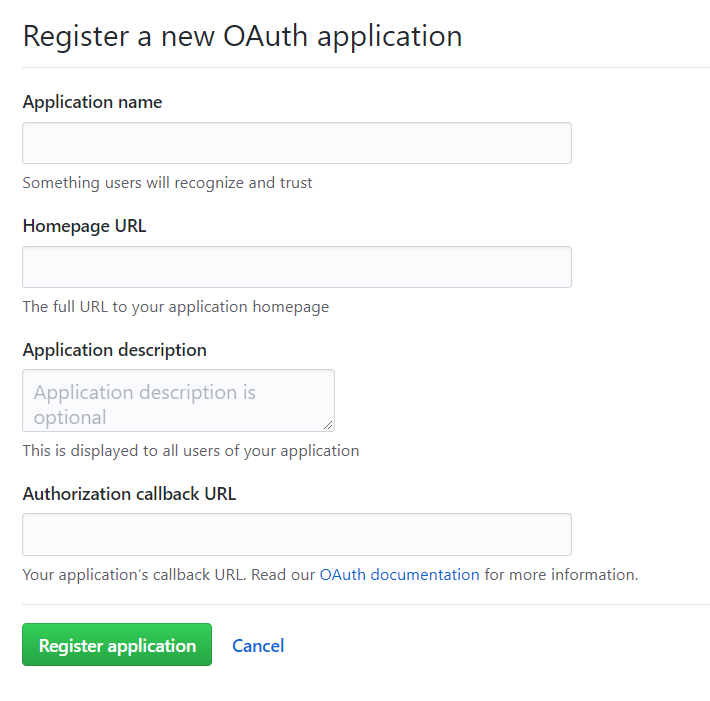 Register a new OAuth application
Application name
Something users will recognize and trust
Homepage URL
The full URL to your application homepage
Application description
Application description is
optional
This is displayed to all users of your application
Authorization callback URL
Your application’s callback URL. Read our OAuth documentation for more information.
Register application Cancel